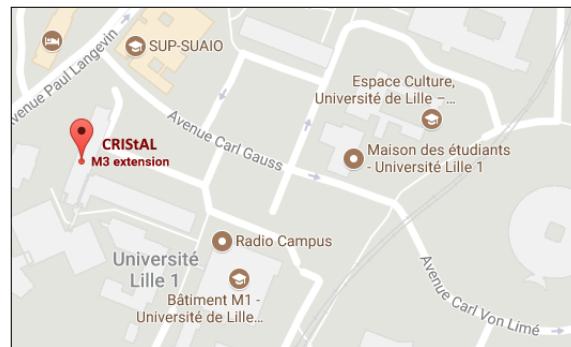 SUP-SUAIO
Avenue Paul Langevin
Espace Culture,
Université de Lille –...
CRIStAL
M3 extension
Avenue Carl Gauss
Maison des étudiants
- Université Lille 1
Radio Campus
Université
Lille 1
Bâtiment M1 -
Université de Lille...
Avenue Carl Von Limé